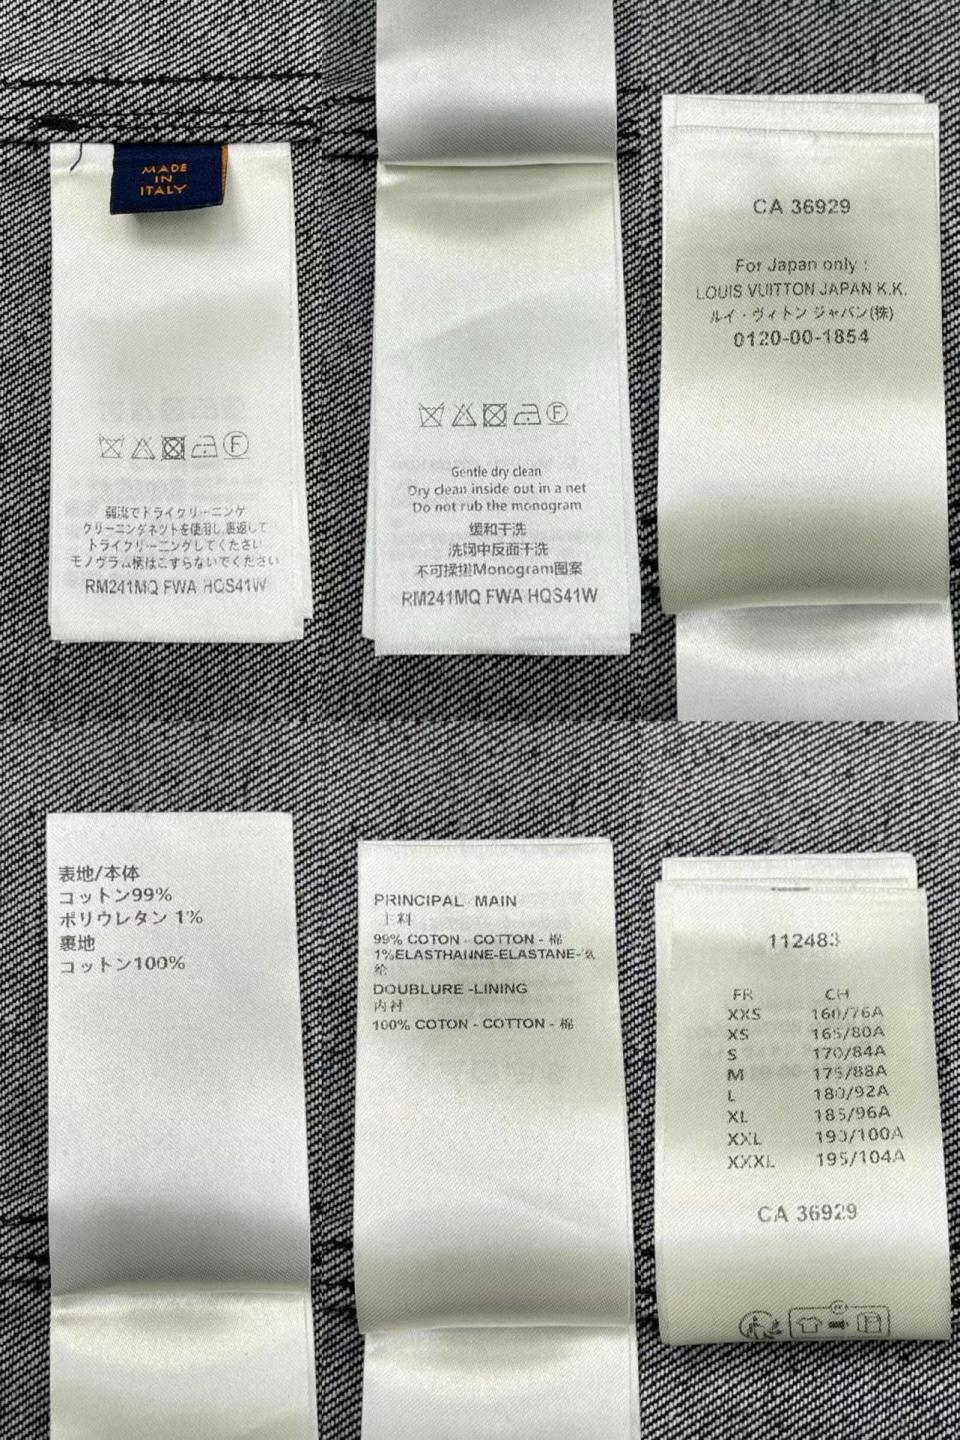 MADE
IN
ITALY
弱流でドライクリーニング
クリーニングネットを使用し,裏返して
ドライクリーニングしてください
モノグラム柄はこすらないでください
RM241MQ FWA HQS41W
Gentle dry clean
Dry clean inside out in a net
Do not rub the monogram
缓和干洗
洗网中反面干洗
不可揉搓Monogram图案
RM241MQ FWA HQS41W
CA 36929
For Japan only :
LOUIS VUITTON JAPAN K.K.
ルイ・ヴィトン ジャパン(株)
0120-00-1854
表地/本体
コットン99%
ポリウレタン 1%
裏地
コットン100%
PRINCIPAL MAIN
主料
99% COTON - COTTON - 棉
1%ELASTHANNE-ELASTANE-氨
纶
DOUBLURE -LINING
内衬
100% COTON - COTTON - 棉
112483
FR CH
XXS 160/76A
XS 165/80A
S 170/84A
M 175/88A
L 180/92A
XL 185/96A
XXL 190/100A
XXXL 195/104A
CA 36929